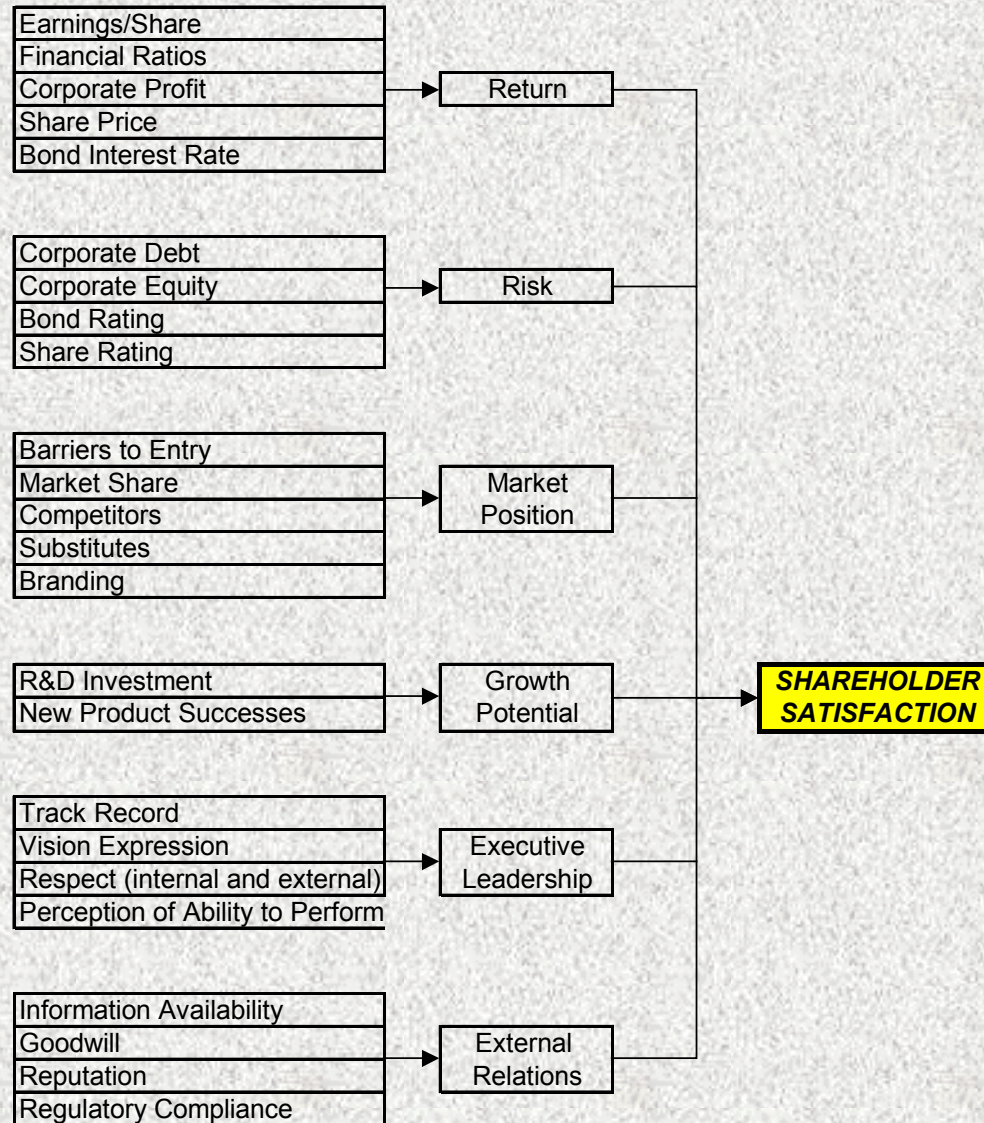 Earnings/Share
Financial Ratios
Corporate Profit
Share Price
Bond Interest Rate
Return
Corporate Debt
Corporate Equity
Bond Rating
Share Rating
Risk
Barriers to Entry
Market Share
Competitors
Substitutes
Branding
Market
Position
R&D Investment
New Product Successes
Growth
Potential
SHAREHOLDER
SATISFACTION
Track Record
Vision Expression
Respect (internal and external)
Perception of Ability to Perform
Executive
Leadership
Information Availability
Goodwill
Reputation
Regulatory Compliance
External
Relations